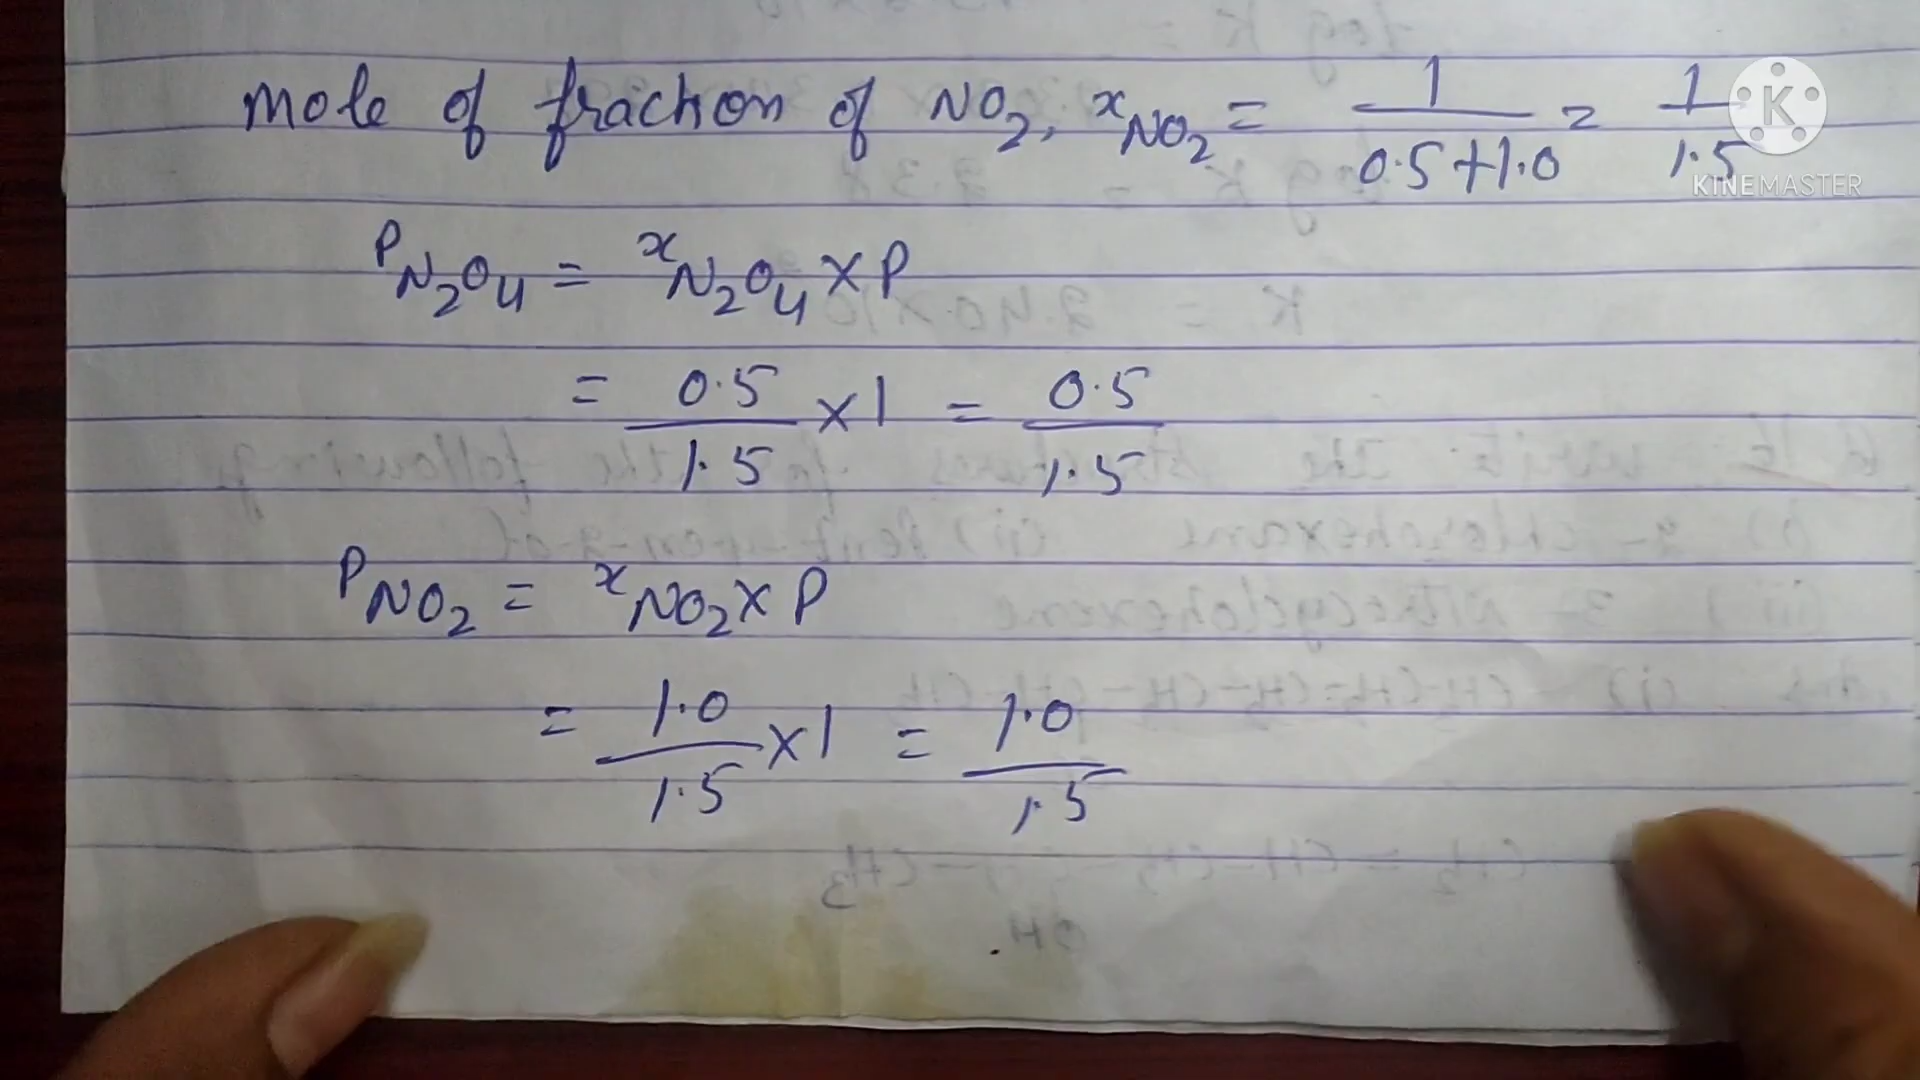 mole of fraction of NO2, xNO2 = 1/(0.5+1.0) = 1/1.5
K
KINEMASTER
PN2O4 = xN2O4 × P
= 0.5/1.5 × 1 = 0.5/1.5
PNO2 = xNO2 × P
= 1.0/1.5 × 1 = 1.0/1.5